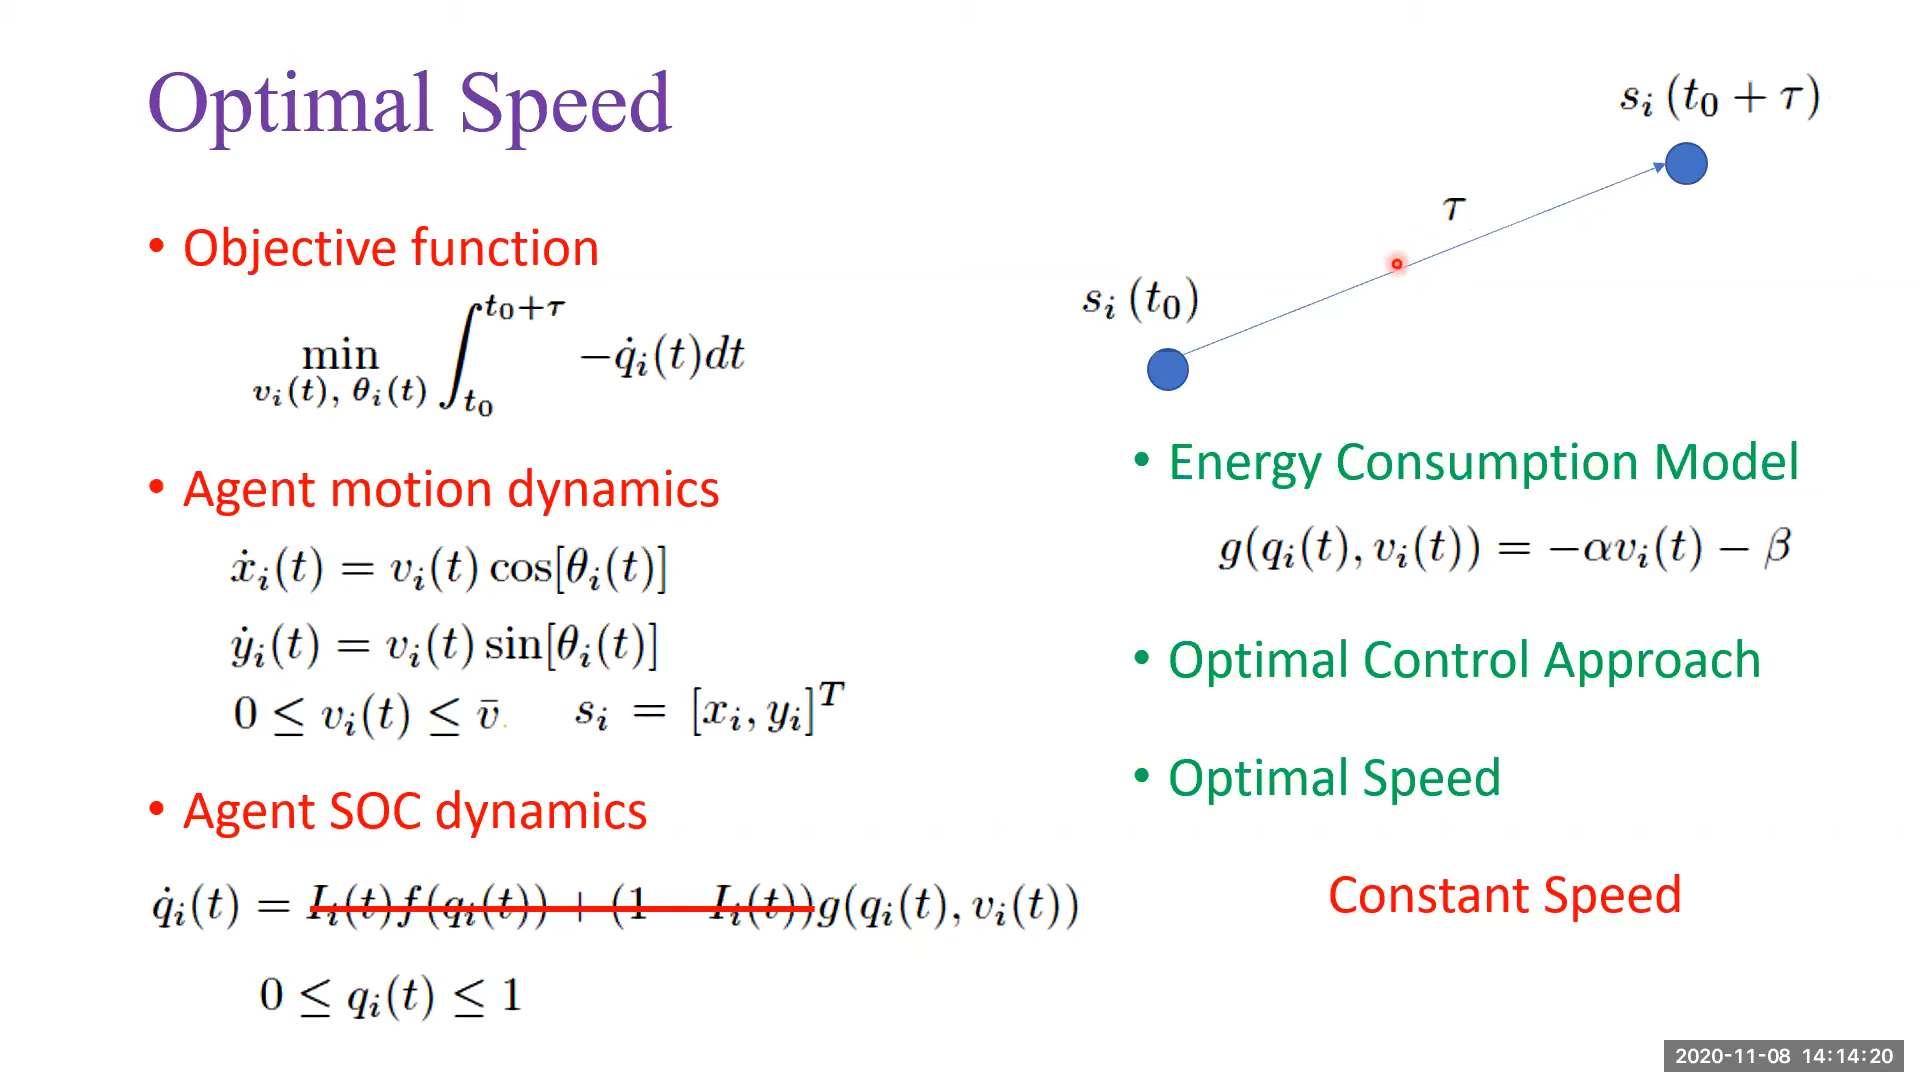 Optimal Speed
• Objective function
min_{v_i(t), θ_i(t)} ∫_{t_0}^{t_0+τ} −q̇_i(t)dt
• Agent motion dynamics
ẋ_i(t) = v_i(t) cos[θ_i(t)]
ẏ_i(t) = v_i(t) sin[θ_i(t)]
0 ≤ v_i(t) ≤ v̄.    s_i = [x_i, y_i]^T
• Agent SOC dynamics
q̇_i(t) = I_i(t)f(q_i(t)) + (1 − I_i(t))g(q_i(t), v_i(t))
0 ≤ q_i(t) ≤ 1
s_i (t_0 + τ)
τ
s_i (t_0)
• Energy Consumption Model
g(q_i(t), v_i(t)) = −αv_i(t) − β
• Optimal Control Approach
• Optimal Speed
Constant Speed
2020-11-08 14:14:20